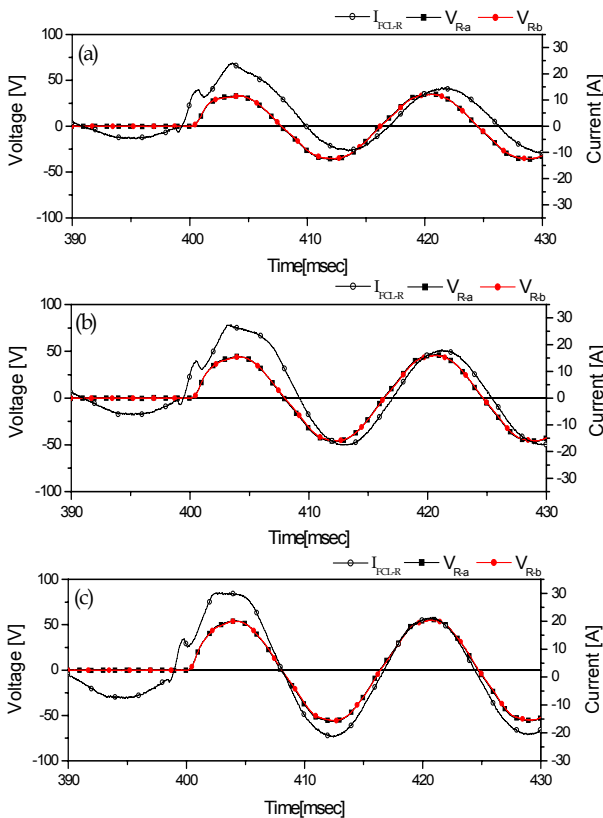 I_FCL-R V_R-a V_R-b
(a)
100
50
0
-50
-100
Voltage [V]
30
20
10
0
-10
-20
-30
Current [A]
390 400 410 420 430
Time[msec]
I_FCL-R V_R-a V_R-b
(b)
100
50
0
-50
-100
Voltage [V]
30
20
10
0
-10
-20
-30
Current [A]
390 400 410 420 430
Time[msec]
I_FCL-R V_R-a V_R-b
(c)
100
50
0
-50
-100
Voltage [V]
30
20
10
0
-10
-20
-30
Current [A]
390 400 410 420 430
Time[msec]